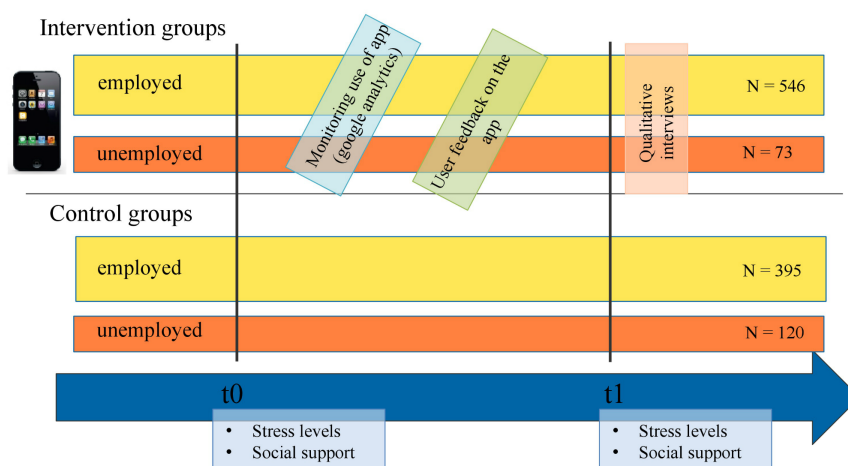 Intervention groups
employed
N = 546
unemployed
N = 73
Monitoring use of app
(google analytics)
User feedback on the
app
Qualitative
interviews
Control groups
employed
N = 395
unemployed
N = 120
t0
t1
• Stress levels
• Social support
• Stress levels
• Social support